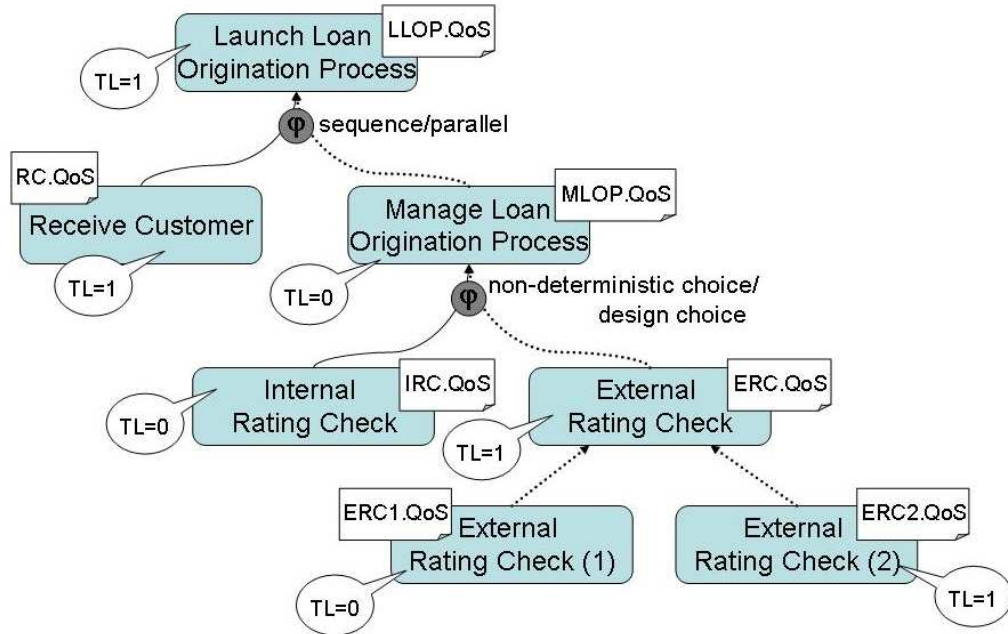 Launch Loan
Origination Process
LLOP.QoS
TL=1
φ
sequence/parallel
RC.QoS
Receive Customer
TL=1
MLOP.QoS
Manage Loan
Origination Process
TL=0
φ
non-deterministic choice/
design choice
Internal
Rating Check
IRC.QoS
TL=0
External
Rating Check
ERC.QoS
TL=1
ERC1.QoS
External
Rating Check (1)
TL=0
External
Rating Check (2)
ERC2.QoS
TL=1